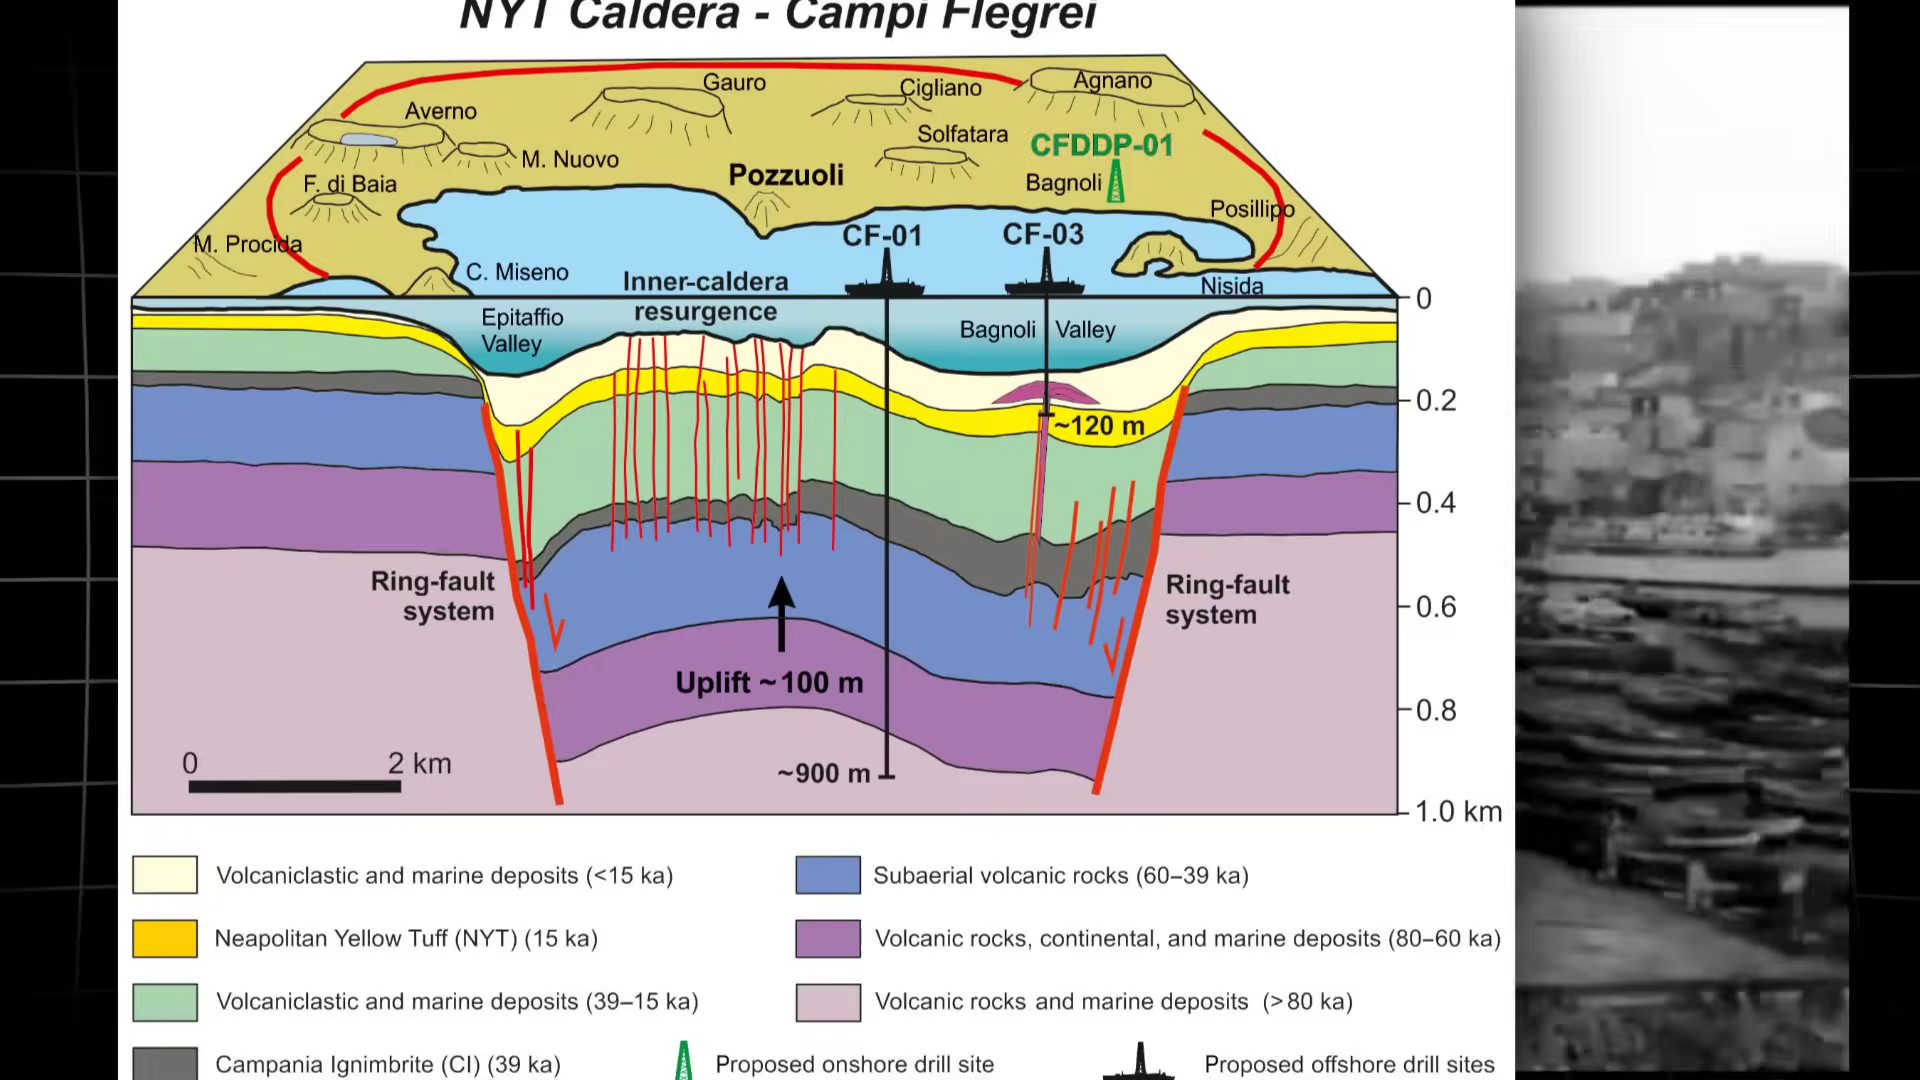 NYT Caldera - Campi Flegrei
Gauro
Cigliano
Agnano
Averno
Solfatara
CFDDP-01
M. Nuovo
Pozzuoli
F. di Baia
Bagnoli
Posillipo
M. Procida
CF-01
CF-03
C. Miseno
Inner-caldera
resurgence
Nisida
0
Epitaffio
Valley
Bagnoli Valley
0.2
~120 m
0.4
Ring-fault
system
Ring-fault
system
0.6
Uplift ~100 m
0.8
0 2 km
~900 m
1.0 km
Volcaniclastic and marine deposits (<15 ka)
Subaerial volcanic rocks (60–39 ka)
Neapolitan Yellow Tuff (NYT) (15 ka)
Volcanic rocks, continental, and marine deposits (80–60 ka)
Volcaniclastic and marine deposits (39–15 ka)
Volcanic rocks and marine deposits (>80 ka)
Campania Ignimbrite (CI) (39 ka)
Proposed onshore drill site
Proposed offshore drill sites